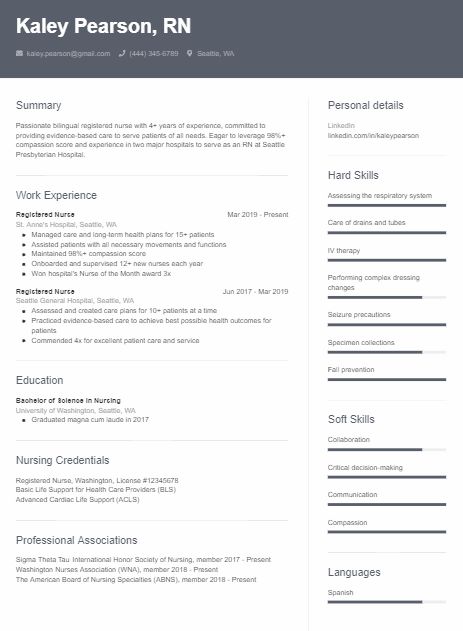 Kaley Pearson, RN
kaley.pearson@gmail.com (444) 345-6789 Seattle, WA
Summary
Passionate bilingual registered nurse with 4+ years of experience, committed to
providing evidence-based care to serve patients of all needs. Eager to leverage 98%+
compassion score and experience in two major hospitals to serve as an RN at Seattle
Presbyterian Hospital.
Work Experience
Registered Nurse Mar 2019 - Present
St. Anne's Hospital, Seattle, WA
Managed care and long-term health plans for 15+ patients
Assisted patients with all necessary movements and functions
Maintained 98%+ compassion score
Onboarded and supervised 12+ new nurses each year
Won hospital's Nurse of the Month award 3x
Registered Nurse Jun 2017 - Mar 2019
Seattle General Hospital, Seattle, WA
Assessed and created care plans for 10+ patients at a time
Practiced evidence-based care to achieve best possible health outcomes for
patients
Commended 4x for excellent patient care and service
Education
Bachelor of Science in Nursing
University of Washington, Seattle, WA
Graduated magna cum laude in 2017
Nursing Credentials
Registered Nurse, Washington, License #12345678
Basic Life Support for Health Care Providers (BLS)
Advanced Cardiac Life Support (ACLS)
Professional Associations
Sigma Theta Tau International Honor Society of Nursing, member 2017 - Present
Washington Nurses Association (WNA), member 2018 - Present
The American Board of Nursing Specialties (ABNS), member 2018 - Present
Personal details
LinkedIn
linkedin.com/in/kaleypearson
Hard Skills
Assessing the respiratory system
Care of drains and tubes
IV therapy
Performing complex dressing
changes
Seizure precautions
Specimen collections
Fall prevention
Soft Skills
Collaboration
Critical decision-making
Communication
Compassion
Languages
Spanish